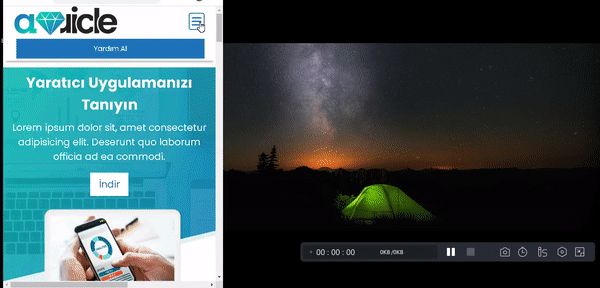 Yardım Al
Yaratıcı Uygulamanızı
Tanıyın
Lorem ipsum dolor sit, amet consectetur
adipisicing elit. Deserunt quo laborum
officia ad ea commodi.
İndir
00 : 00 : 00
0KB /0KB